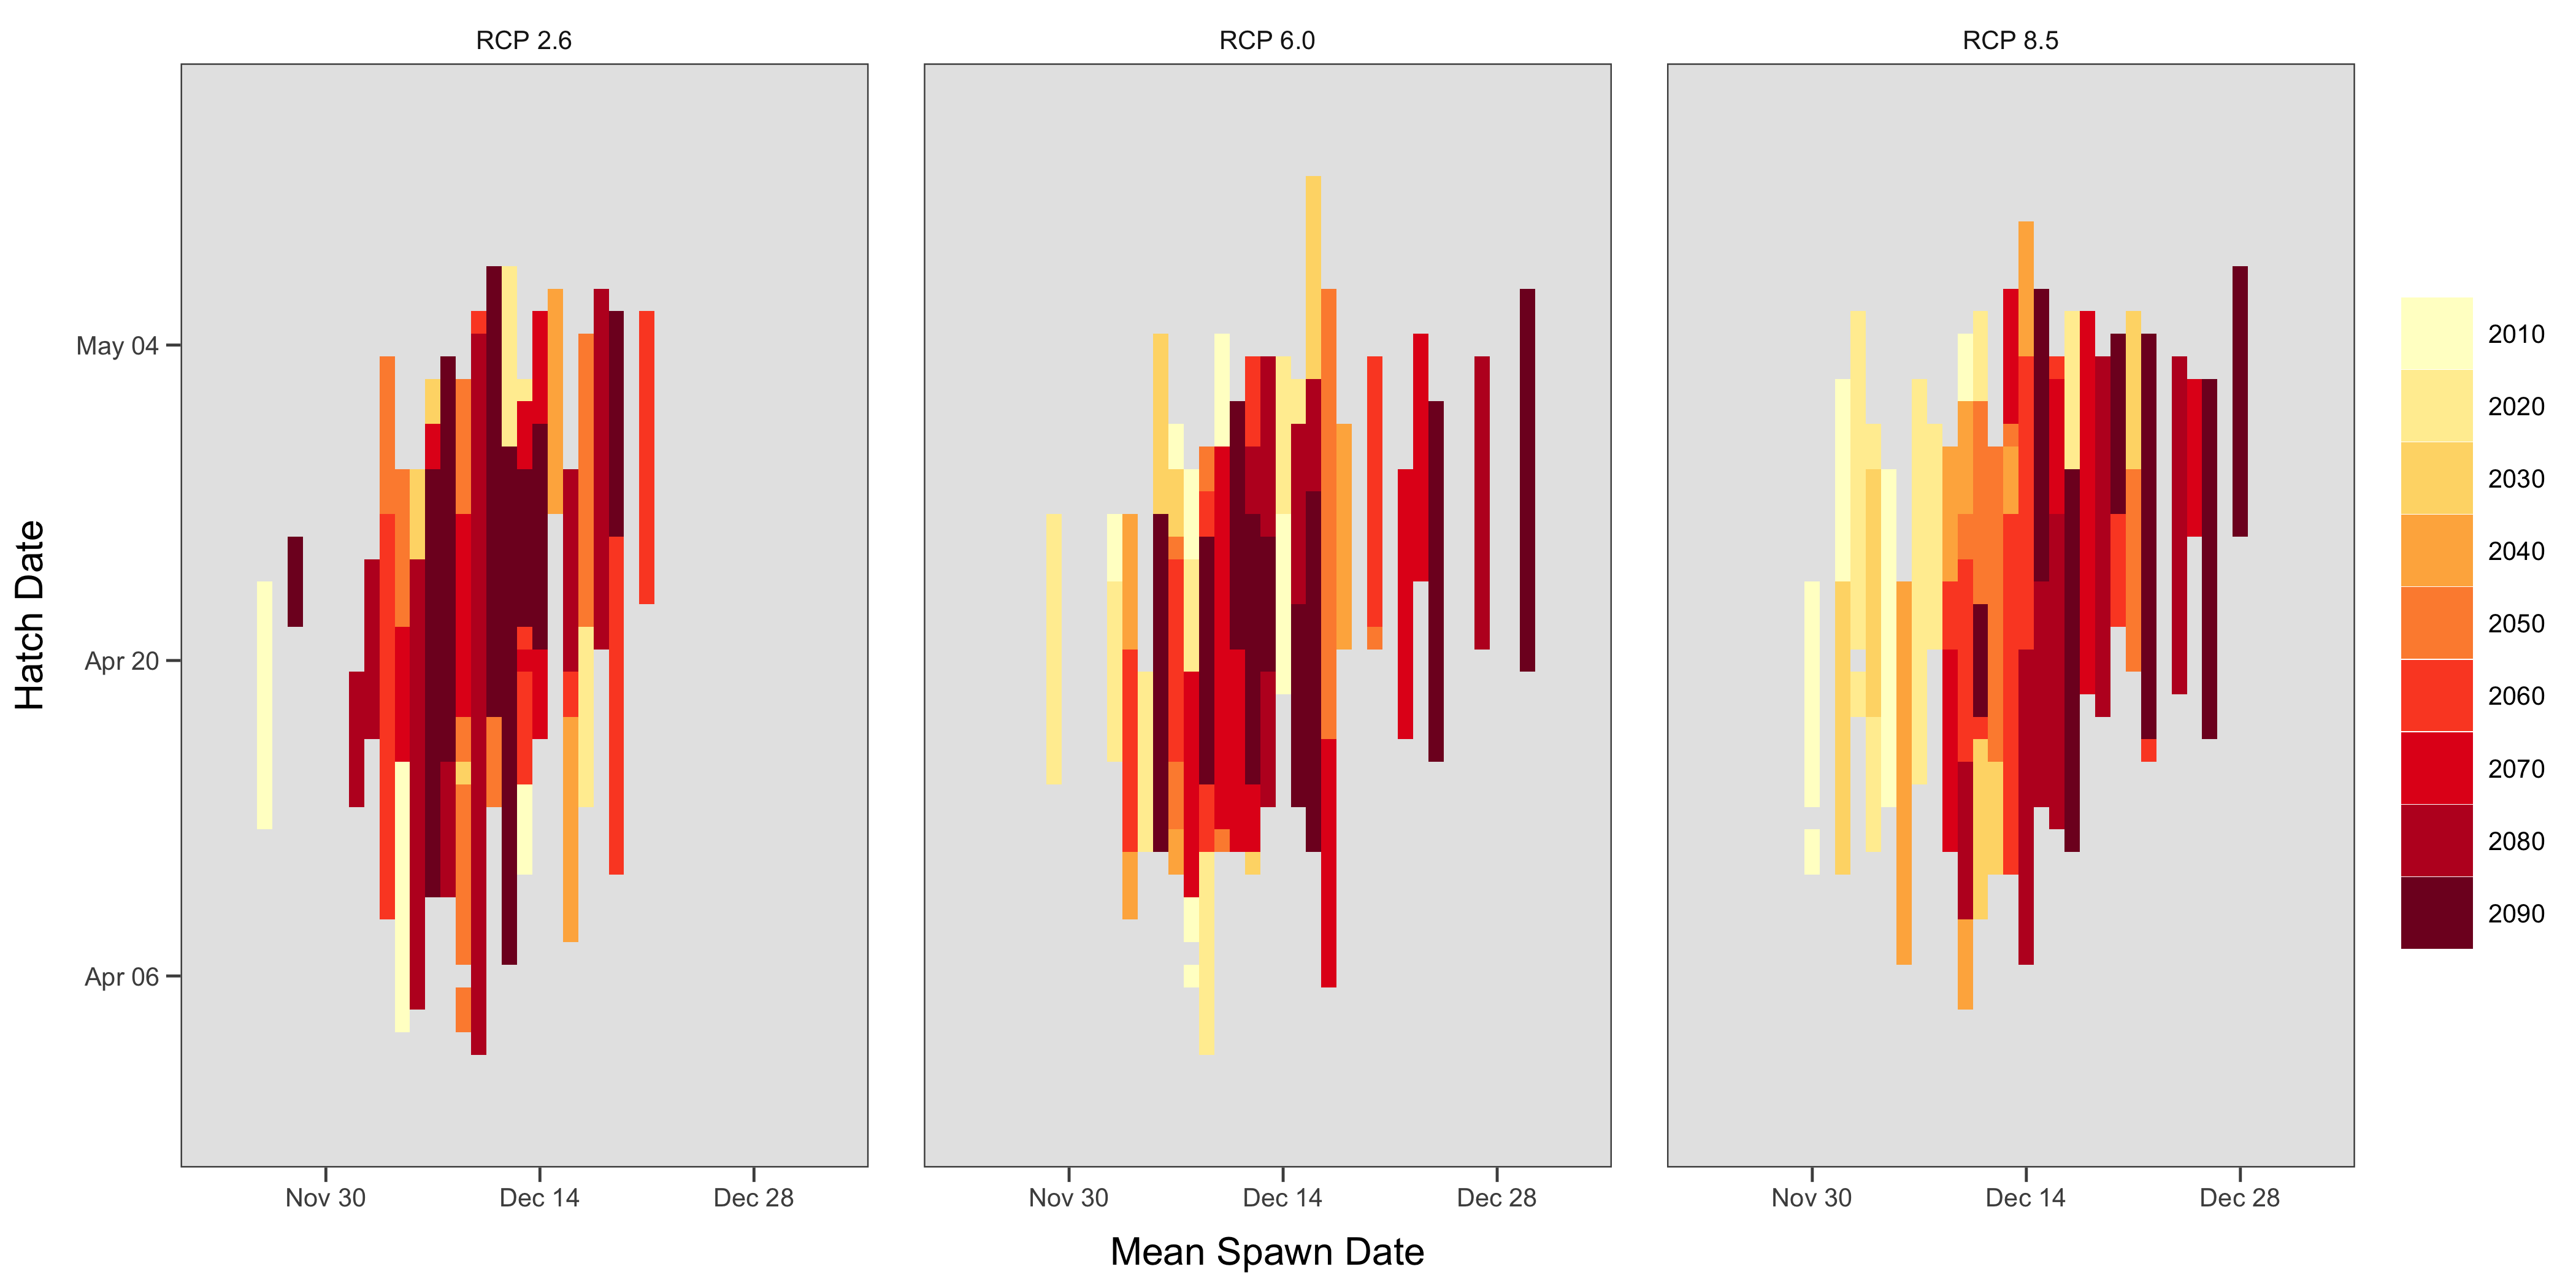 RCP 2.6
RCP 6.0
RCP 8.5
Hatch Date
May 04
Apr 20
Apr 06
Nov 30
Dec 14
Dec 28
Nov 30
Dec 14
Dec 28
Nov 30
Dec 14
Dec 28
Mean Spawn Date
2010
2020
2030
2040
2050
2060
2070
2080
2090